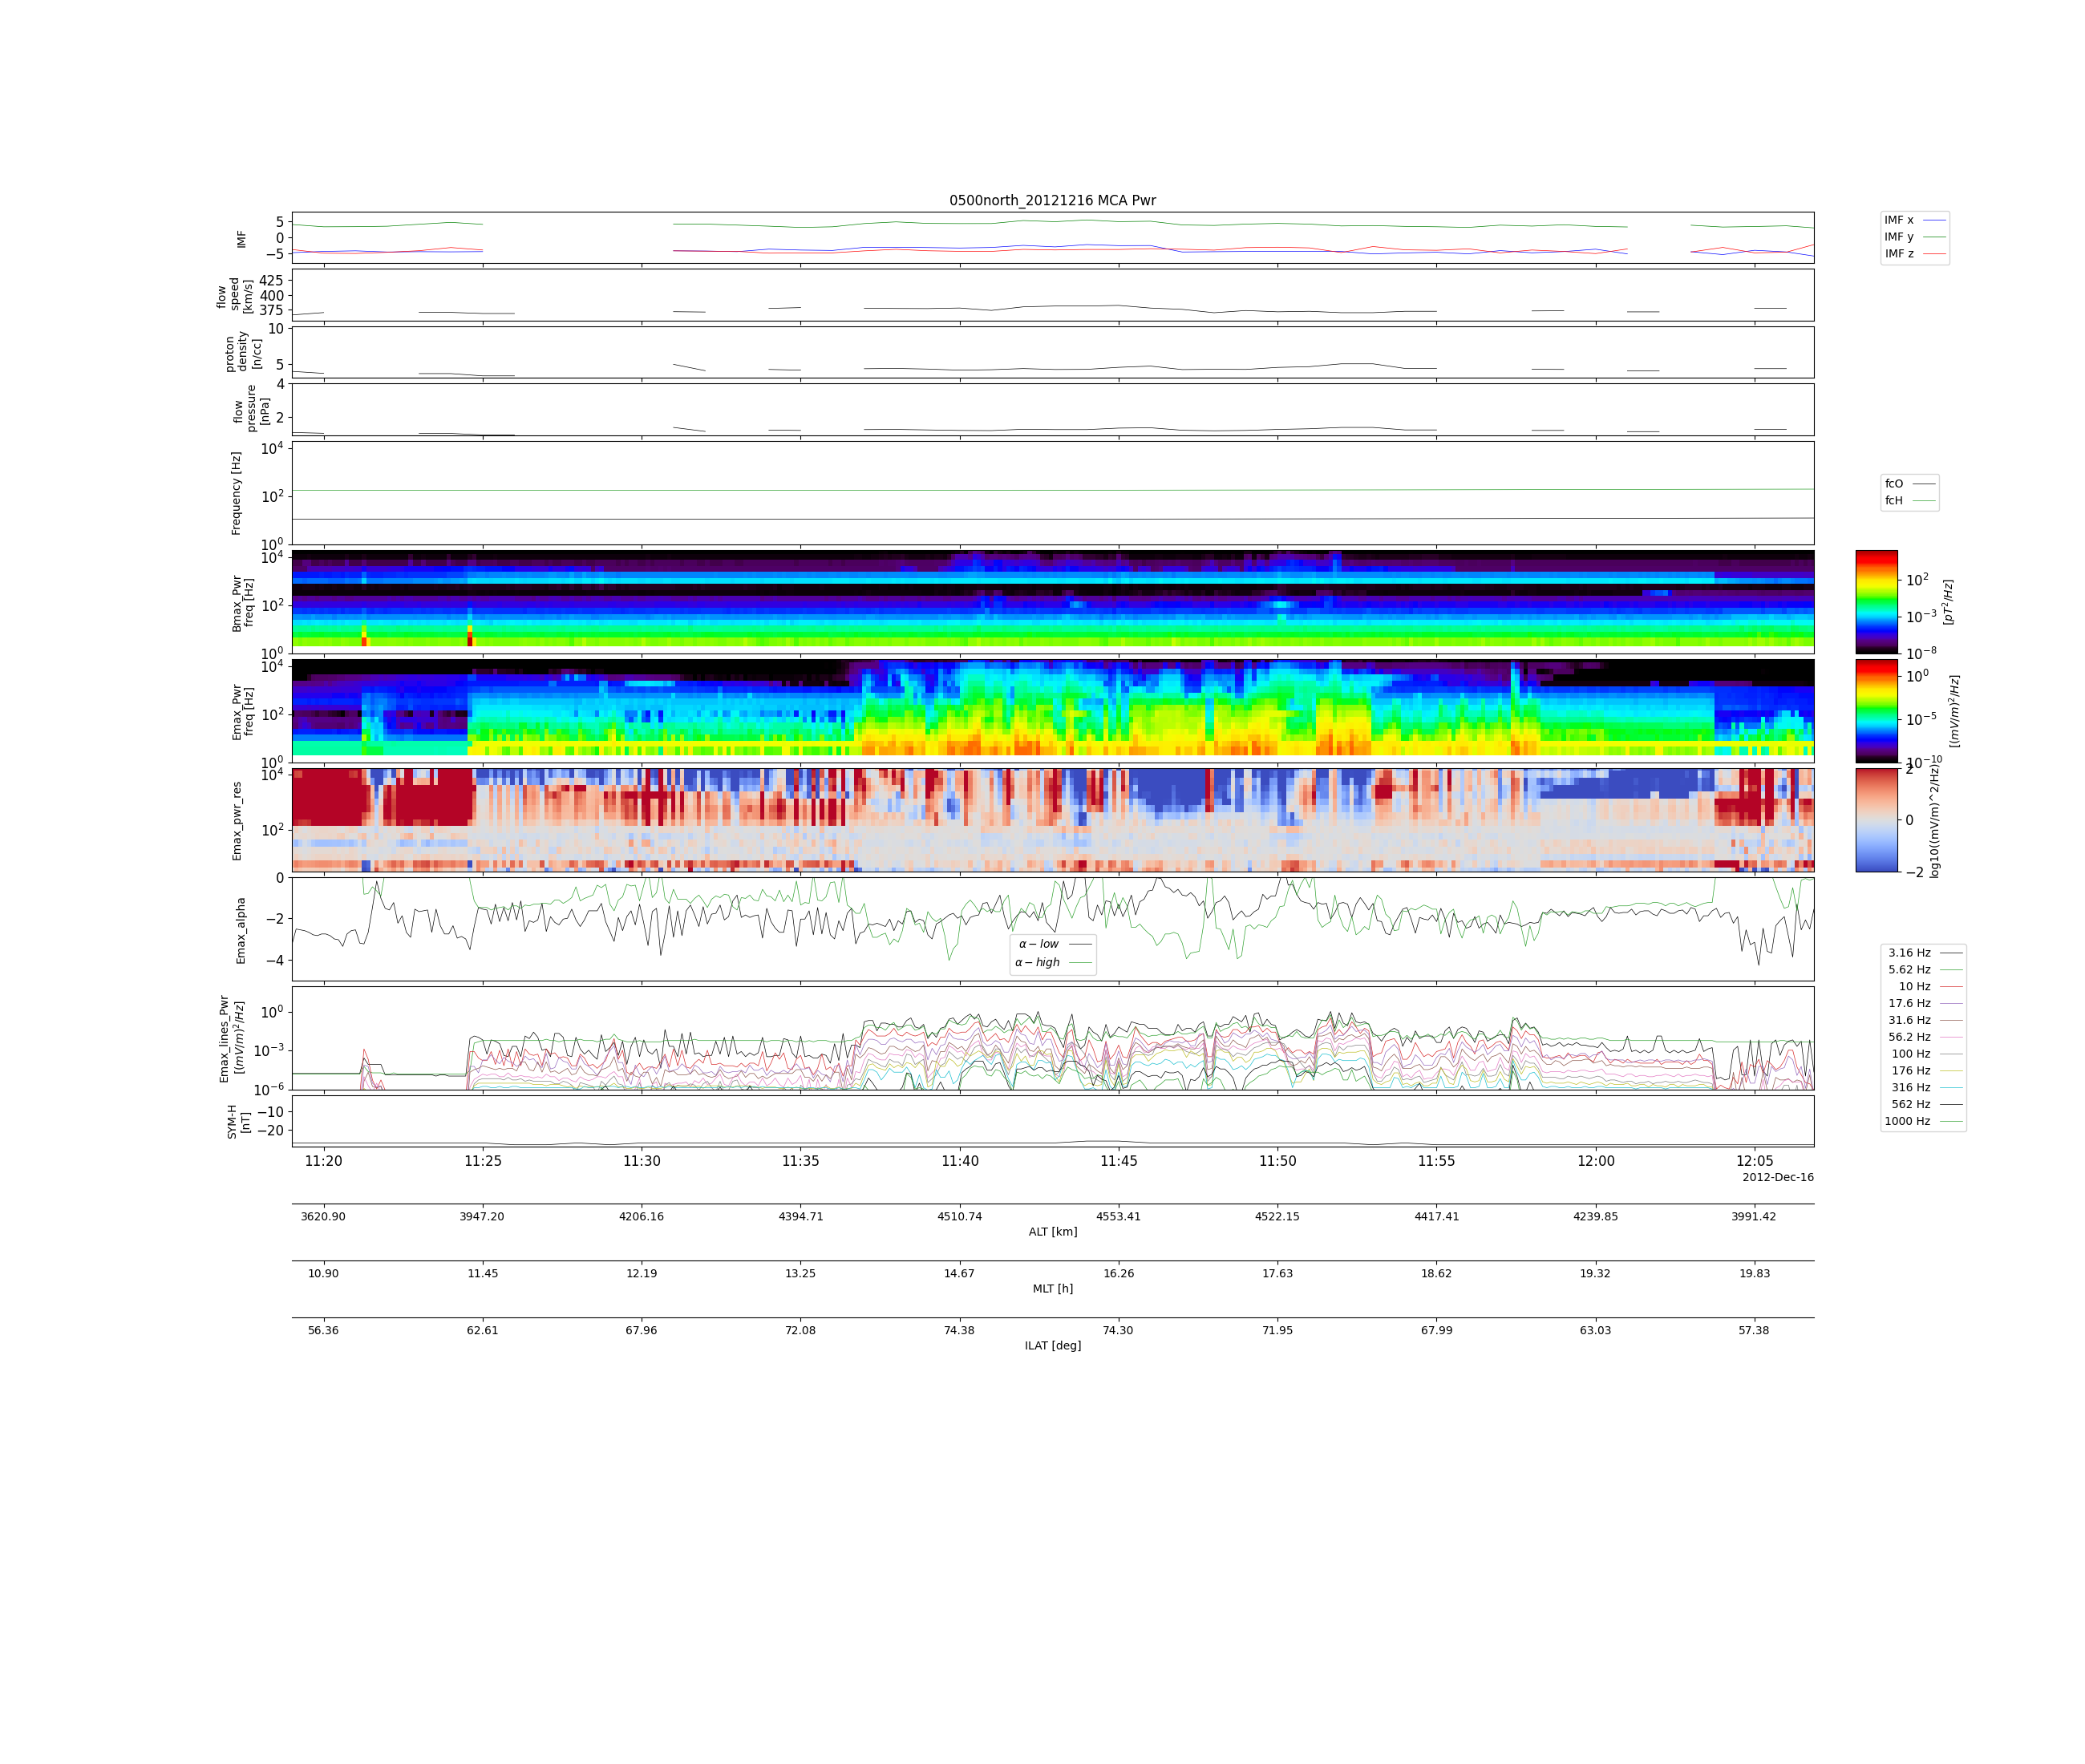 0500north_20121216 MCA Pwr
IMF
5
0
−5
IMF x
IMF y
IMF z
flow
speed
[km/s]
425
400
375
proton
density
[n/cc]
10
5
flow
pressure
[nPa]
4
2
Frequency [Hz]
10^4
10^2
10^0
fcO
fcH
Bmax_Pwr
freq [Hz]
10^4
10^2
10^0
10^2
10^−3
10^−8
[pT^2/Hz]
Emax_Pwr
freq [Hz]
10^4
10^2
10^0
10^0
10^−5
10^−10
[(mV/m)^2/Hz]
Emax_pwr_res
10^4
10^2
2
0
−2
log10((mV/m)^2/Hz)
Emax_alpha
0
−2
−4
α − low
α − high
Emax_lines_Pwr
[(mV/m)^2/Hz]
10^0
10^−3
10^−6
3.16 Hz
5.62 Hz
10 Hz
17.6 Hz
31.6 Hz
56.2 Hz
100 Hz
176 Hz
316 Hz
562 Hz
1000 Hz
SYM-H
[nT]
−10
−20
11:20 11:25 11:30 11:35 11:40 11:45 11:50 11:55 12:00 12:05
2012-Dec-16
3620.90 3947.20 4206.16 4394.71 4510.74 4553.41 4522.15 4417.41 4239.85 3991.42
ALT [km]
10.90 11.45 12.19 13.25 14.67 16.26 17.63 18.62 19.32 19.83
MLT [h]
56.36 62.61 67.96 72.08 74.38 74.30 71.95 67.99 63.03 57.38
ILAT [deg]